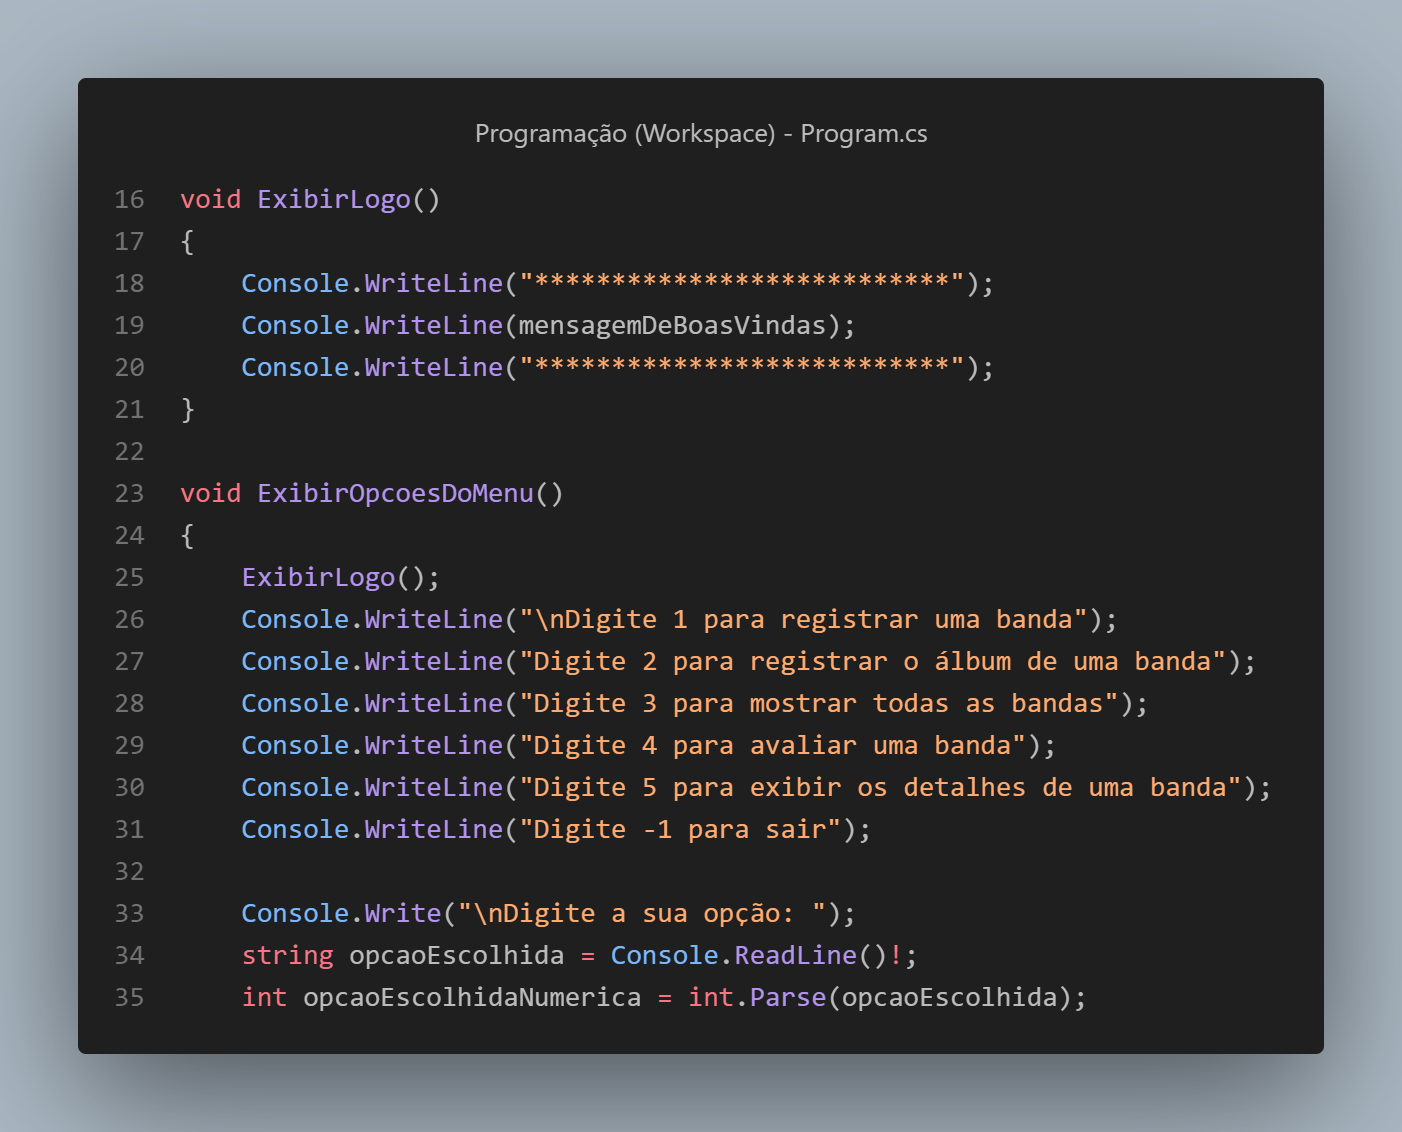 Programação (Workspace) - Program.cs
16 void ExibirLogo()
17 {
18     Console.WriteLine("***************************");
19     Console.WriteLine(mensagemDeBoasVindas);
20     Console.WriteLine("***************************");
21 }
22
23 void ExibirOpcoesDoMenu()
24 {
25     ExibirLogo();
26     Console.WriteLine("\nDigite 1 para registrar uma banda");
27     Console.WriteLine("Digite 2 para registrar o álbum de uma banda");
28     Console.WriteLine("Digite 3 para mostrar todas as bandas");
29     Console.WriteLine("Digite 4 para avaliar uma banda");
30     Console.WriteLine("Digite 5 para exibir os detalhes de uma banda");
31     Console.WriteLine("Digite -1 para sair");
32
33     Console.Write("\nDigite a sua opção: ");
34     string opcaoEscolhida = Console.ReadLine()!;
35     int opcaoEscolhidaNumerica = int.Parse(opcaoEscolhida);